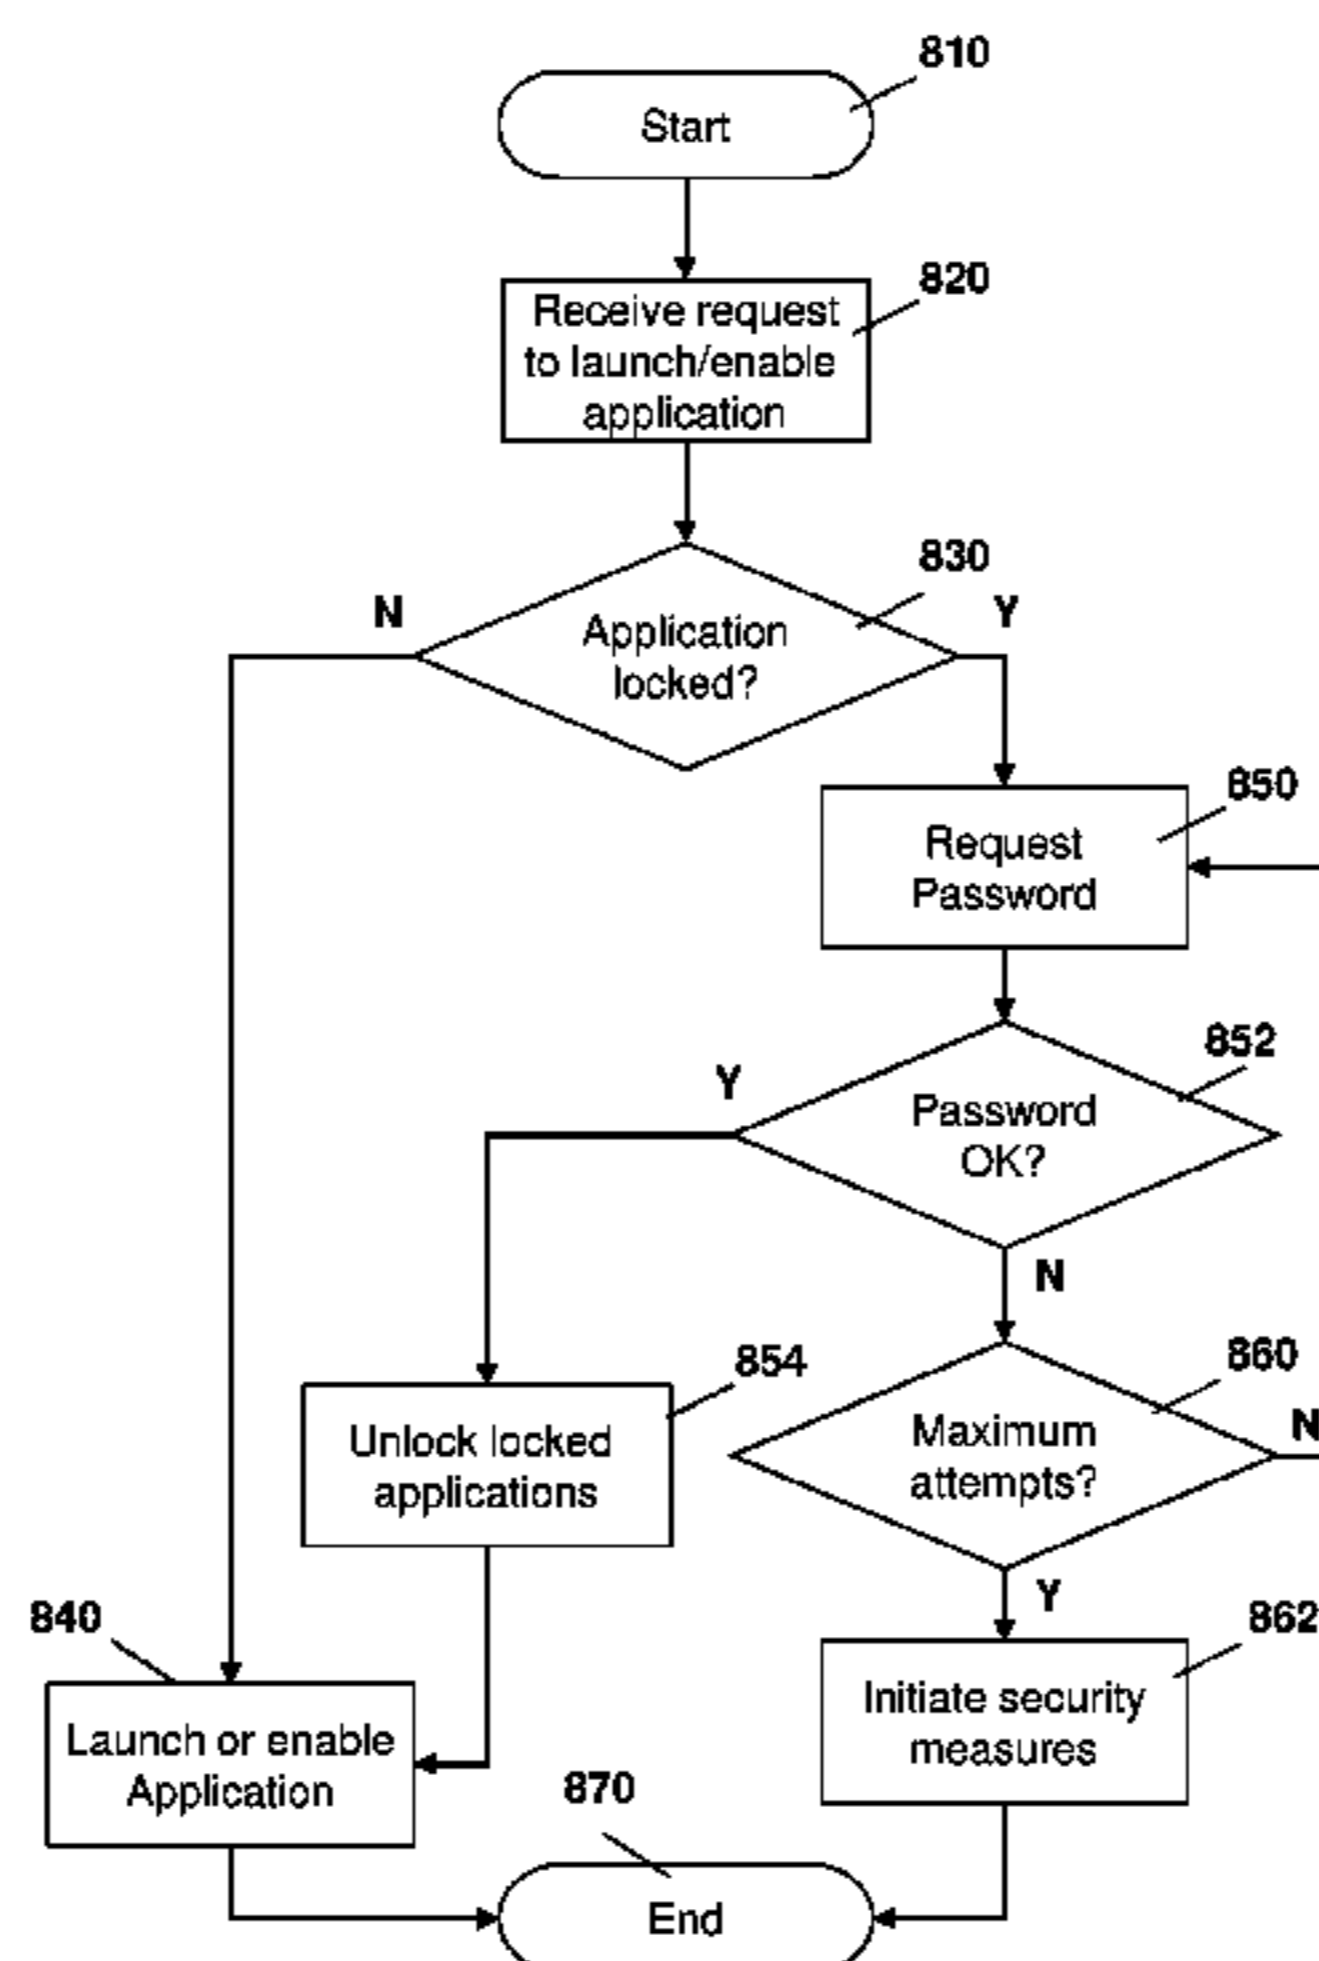 810
Start
820
Receive request
to launch/enable
application
830
N
Y
Application
locked?
850
Request
Password
852
Y
Password
OK?
N
854
860
Unlock locked
applications
Maximum
attempts?
N
Y
840
862
Launch or enable
Application
Initiate security
measures
870
End